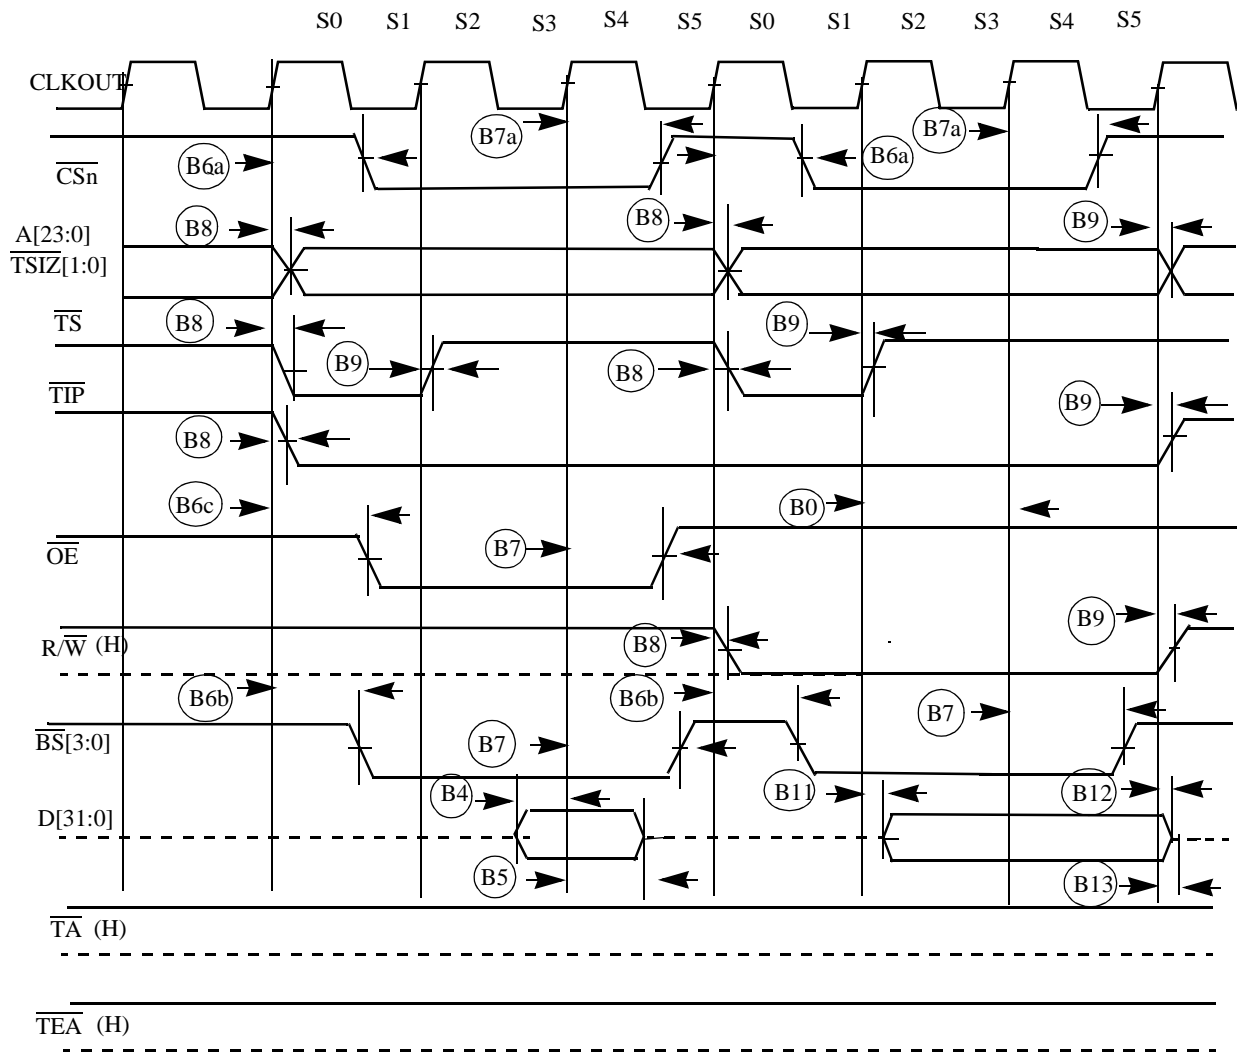 S0 S1 S2 S3 S4 S5 S0 S1 S2 S3 S4 S5
CLKOUT
B7a B7a
B6a B6a
CSn
B8 B8 B9
A[23:0]
TSIZ[1:0]
TS B8 B9
B9 B8
TIP B9
B8
B6c B0
OE B7
R/W (H) B8 B9
B6b B6b B7
BS[3:0] B7
B4 B11 B12
D[31:0]
B5 B13
TA (H)
TEA (H)